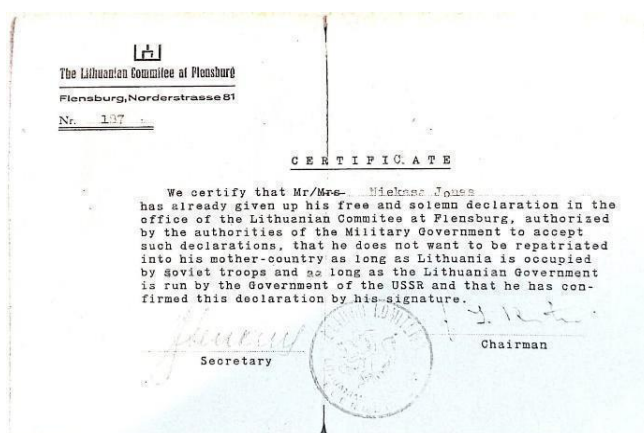 The Lithuanian Commitee at Flensburg
Flensburg, Norderstrasse 81
Nr. 197
CERTIFICATE
We certify that Mr/Mrs Miekass Jonas
has already given up his free and solemn declaration in the
office of the Lithuanian Commitee at Flensburg, authorized
by the authorities of the Military Government to accept
such declarations, that he does not want to be repatriated
into his mother-country as long as Lithuania is occupied
by Soviet troops and as long as the Lithuanian Government
is run by the Government of the USSR and that he has con-
firmed this declaration by his signature.
Secretary
Chairman